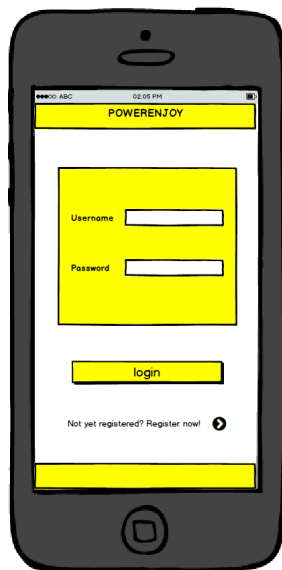 ABC 02:05 PM
POWERENJOY
Username
Password
login
Not yet registered? Register now!